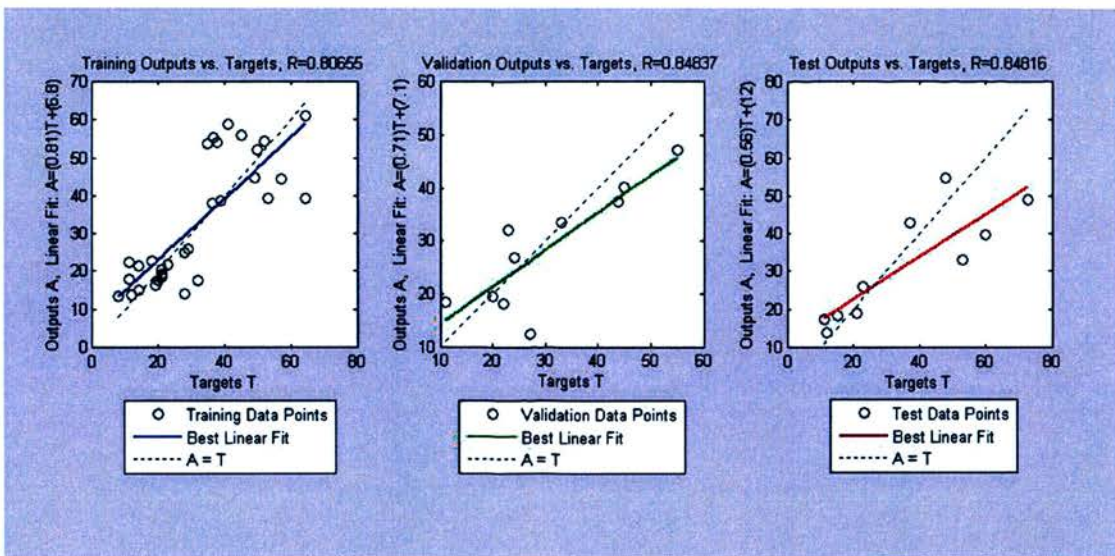 Training Outputs vs. Targets, R=0.80655
Outputs A, Linear Fit: A=(0.81)T+(6.8)
70
60
50
40
30
20
10
0
0
20
40
60
80
Targets T
Training Data Points
Best Linear Fit
A = T
Validation Outputs vs. Targets, R=0.84837
Outputs A, Linear Fit: A=(0.71)T+(7.1)
60
50
40
30
20
10
10
20
30
40
50
60
Targets T
Validation Data Points
Best Linear Fit
A = T
Test Outputs vs. Targets, R=0.84816
Outputs A, Linear Fit: A=(0.56)T+(12)
80
70
60
50
40
30
20
10
0
20
40
60
80
Targets T
Test Data Points
Best Linear Fit
A = T